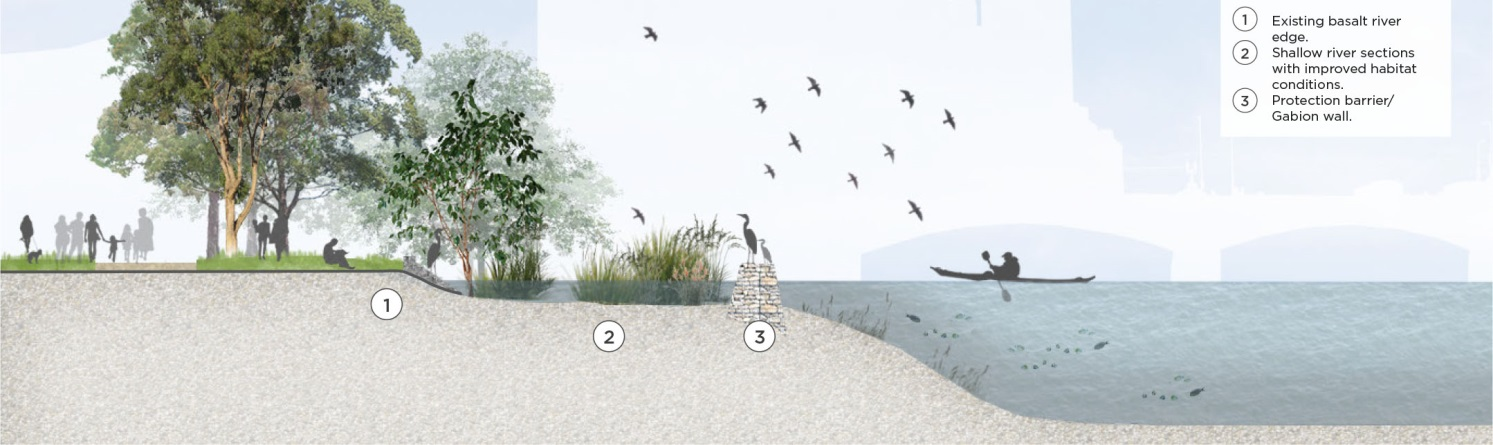 1 Existing basalt river
edge.
2 Shallow river sections
with improved habitat
conditions.
3 Protection barrier/
Gabion wall.
1
2
3